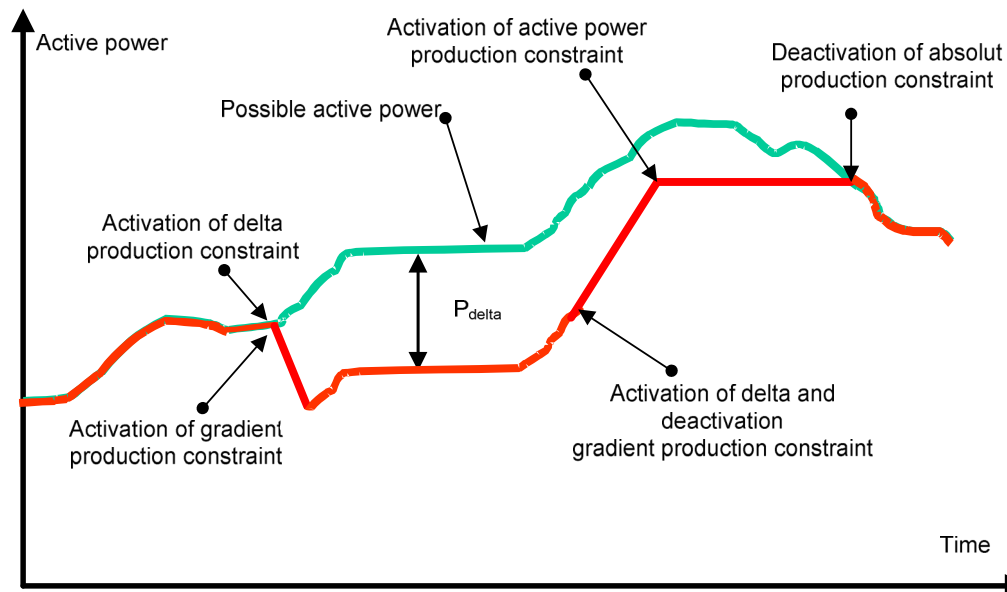 Active power
Activation of active power
production constraint
Deactivation of absolut
production constraint
Possible active power
Activation of delta
production constraint
P_delta
Activation of gradient
production constraint
Activation of delta and
deactivation
gradient production constraint
Time